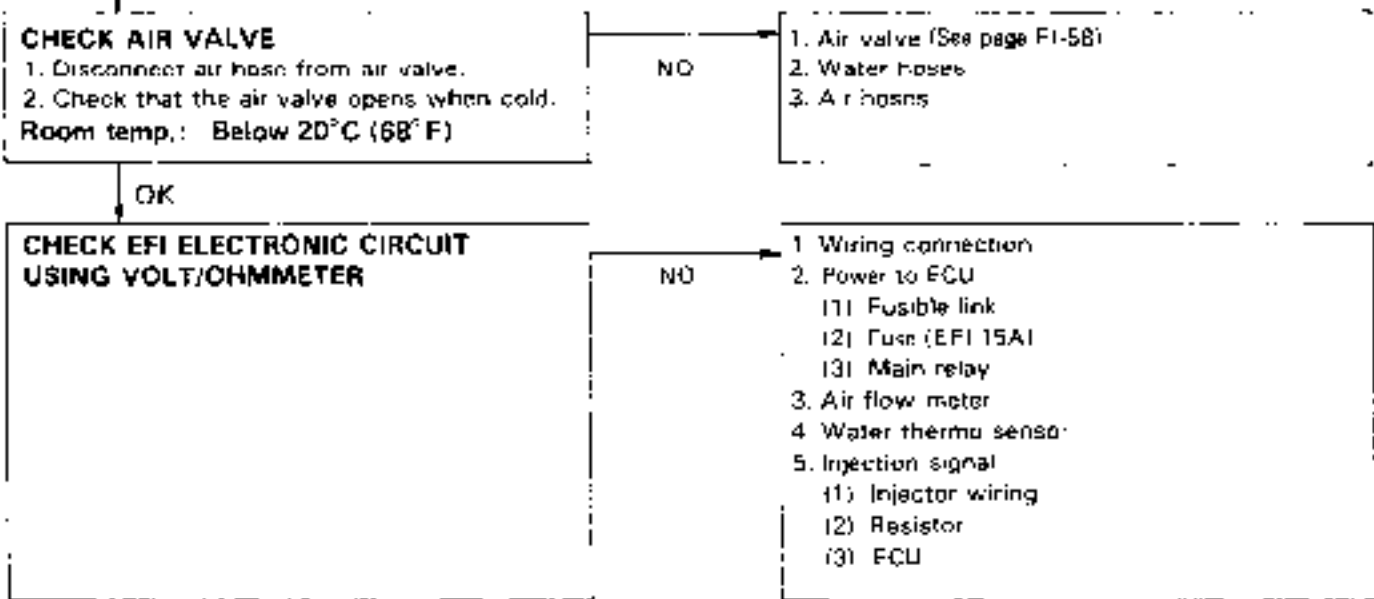 CHECK AIR VALVE
1. Disconnect air hose from air valve.
2. Check that the air valve opens when cold.
Room temp.: Below 20°C (68°F)
NO
1. Air valve (See page FI-58)
2. Water hoses
3. Air hoses
OK
CHECK EFI ELECTRONIC CIRCUIT
USING VOLT/OHMMETER
NO
1 Wiring connection
2. Power to ECU
(1) Fusible link
(2) Fuse (EFI 15A)
(3) Main relay
3. Air flow meter
4 Water thermo sensor
5. Injection signal
(1) Injector wiring
(2) Resistor
(3) ECU